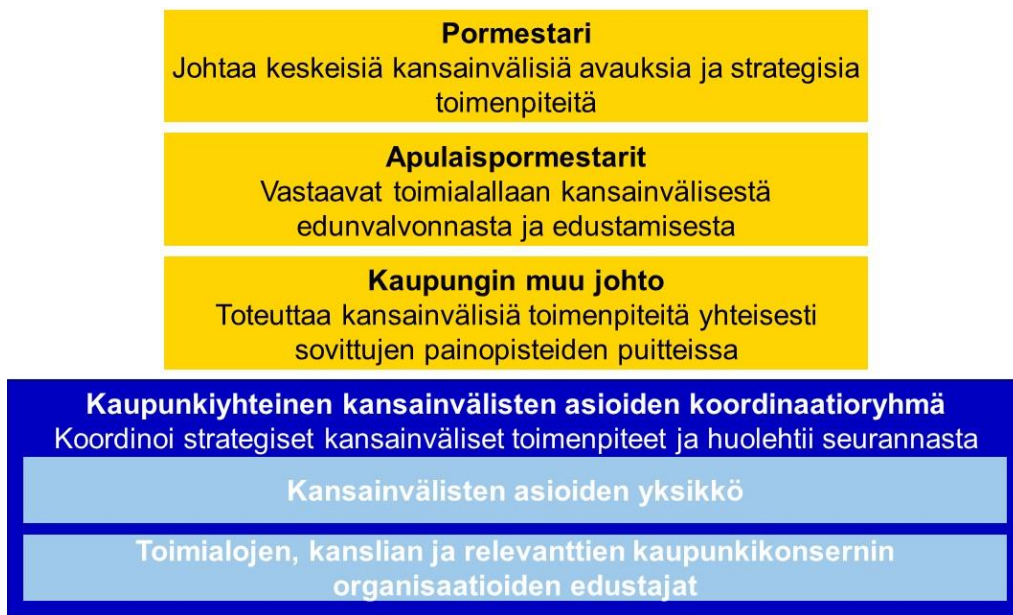 Pormestari
Johtaa keskeisiä kansainvälisiä avauksia ja strategisia
toimenpiteitä
Apulaispormestarit
Vastaavat toimialallaan kansainvälisestä
edunvalvonnasta ja edustamisesta
Kaupungin muu johto
Toteuttaa kansainvälisiä toimenpiteitä yhteisesti
sovittujen painopisteiden puitteissa
Kaupunkiyhteinen kansainvälisten asioiden koordinaatioryhmä
Koordinoi strategiset kansainväliset toimenpiteet ja huolehtii seurannasta
Kansainvälisten asioiden yksikkö
Toimialojen, kanslian ja relevanttien kaupunkikonsernin
organisaatioiden edustajat